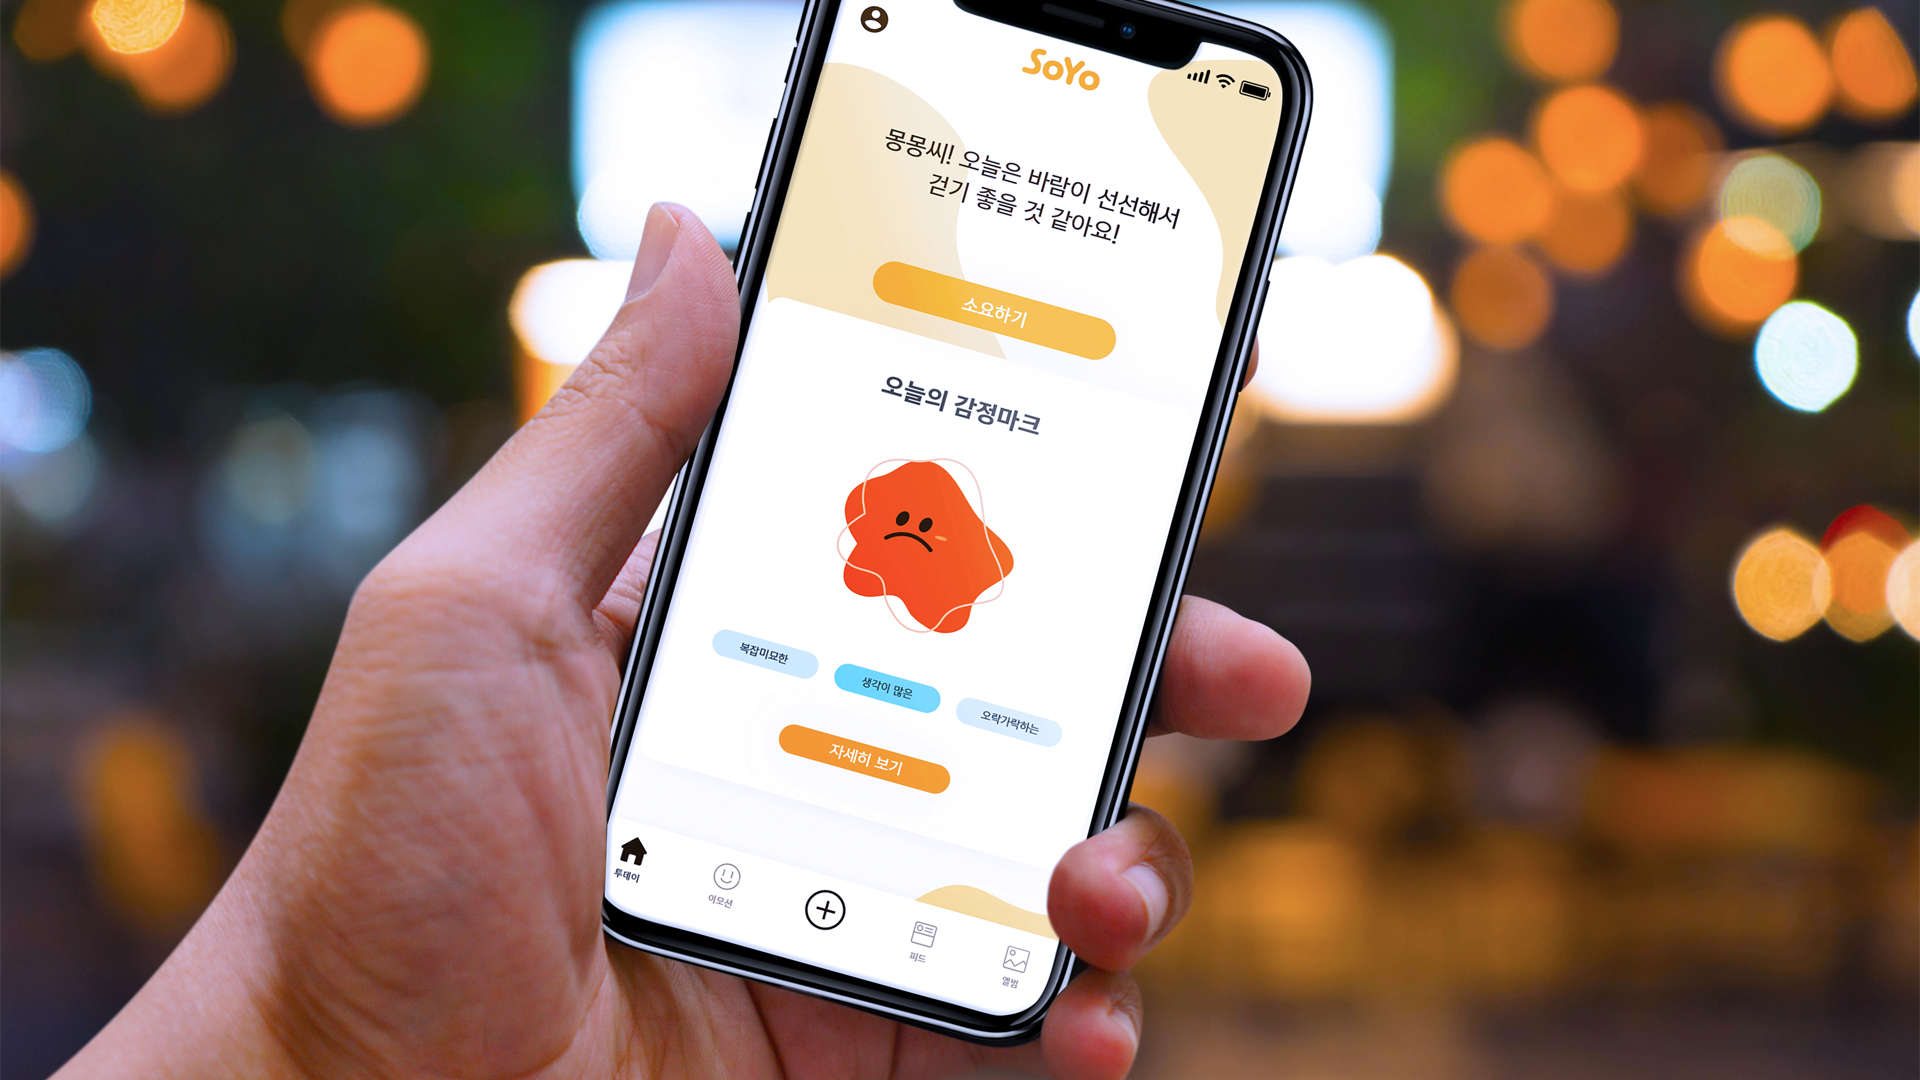 SoYo
몽몽씨! 오늘은 바람이 선선해서
걷기 좋을 것 같아요!
소요하기
오늘의 감정마크
복잡미묘한
생각이 많은
오락가락하는
자세히 보기
투데이
이모션
피드
앨범